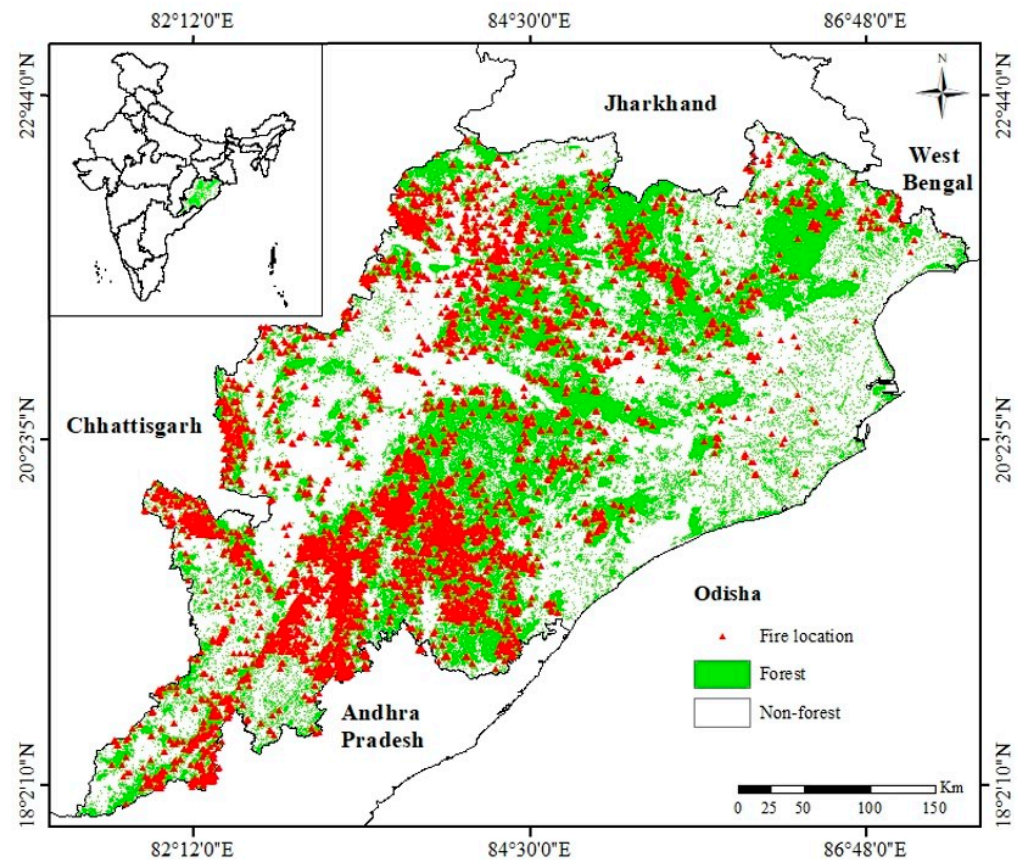 82°12'0"E 84°30'0"E 86°48'0"E
22°44'0"N
22°44'0"N
N
Jharkhand
West
Bengal
Chhattisgarh
20°23'5"N
20°23'5"N
Odisha
Fire location
Forest
Non-forest
Andhra
Pradesh
Km
0 25 50 100 150
18°2'10"N
18°2'10"N
82°12'0"E 84°30'0"E 86°48'0"E